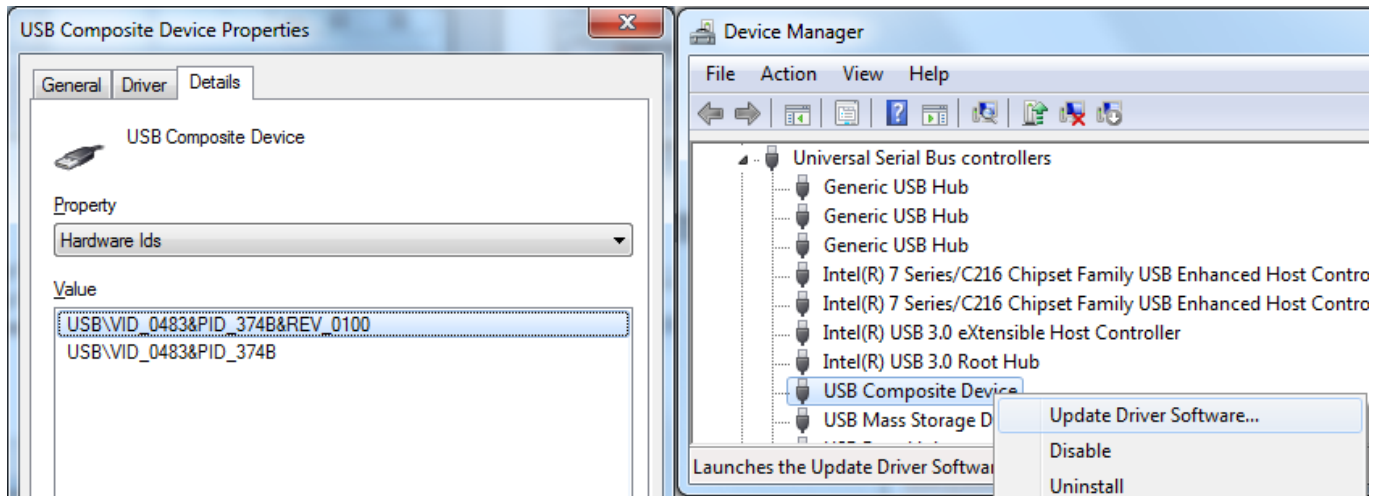 USB Composite Device Properties
General Driver Details
USB Composite Device
Property
Hardware Ids
Value
USB\VID_0483&PID_374B&REV_0100
USB\VID_0483&PID_374B
Device Manager
File Action View Help
Universal Serial Bus controllers
Generic USB Hub
Generic USB Hub
Generic USB Hub
Intel(R) 7 Series/C216 Chipset Family USB Enhanced Host Contro
Intel(R) 7 Series/C216 Chipset Family USB Enhanced Host Contro
Intel(R) USB 3.0 eXtensible Host Controller
Intel(R) USB 3.0 Root Hub
USB Composite Device
USB Mass Storage D
Launches the Update Driver Softwar
Update Driver Software...
Disable
Uninstall